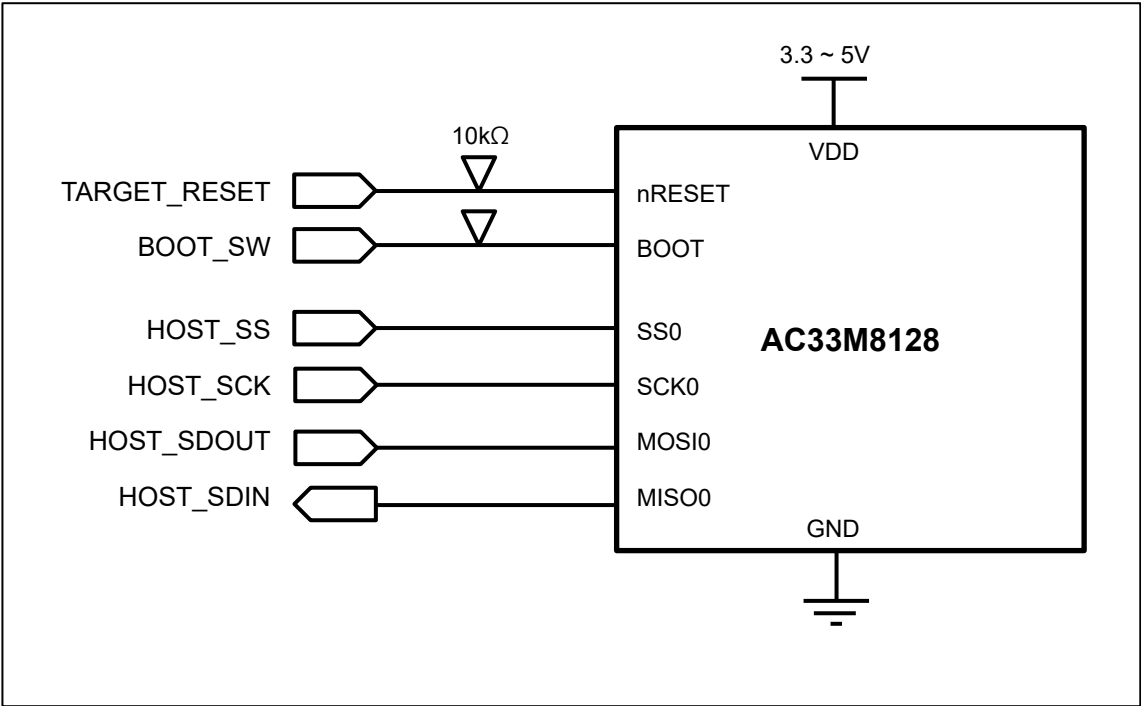 3.3 ~ 5V
VDD
10kΩ
TARGET_RESET
nRESET
BOOT_SW
BOOT
HOST_SS
SS0
AC33M8128
HOST_SCK
SCK0
HOST_SDOUT
MOSI0
HOST_SDIN
MISO0
GND